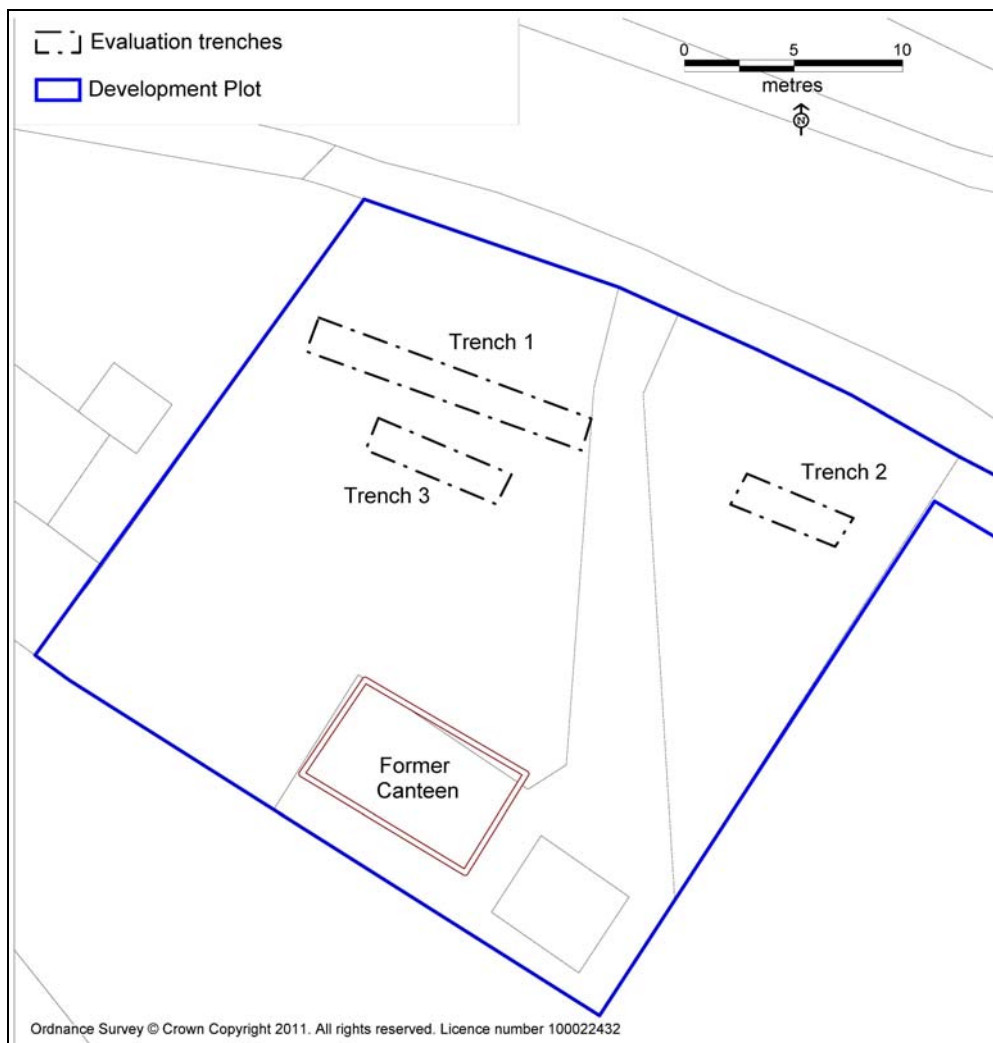 Evaluation trenches
Development Plot
0 5 10
metres
N
Trench 1
Trench 2
Trench 3
Former
Canteen
Ordnance Survey © Crown Copyright 2011. All rights reserved. Licence number 100022432